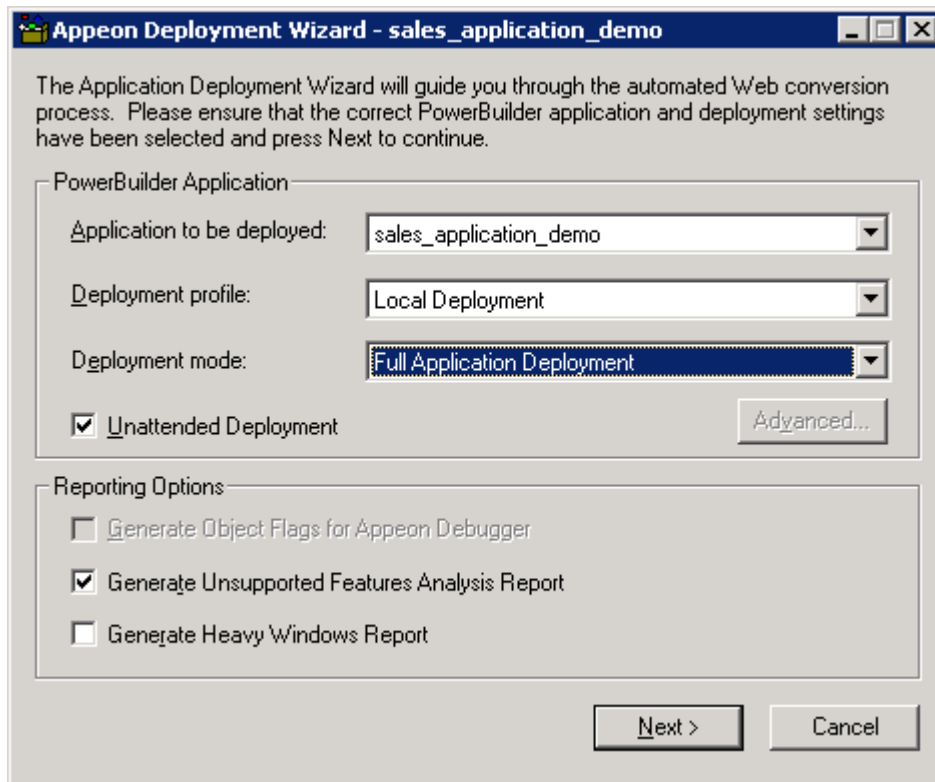 Appeon Deployment Wizard - sales_application_demo
The Application Deployment Wizard will guide you through the automated Web conversion
process. Please ensure that the correct PowerBuilder application and deployment settings
have been selected and press Next to continue.
PowerBuilder Application
Application to be deployed: sales_application_demo
Deployment profile: Local Deployment
Deployment mode: Full Application Deployment
Unattended Deployment Advanced...
Reporting Options
Generate Object Flags for Appeon Debugger
Generate Unsupported Features Analysis Report
Generate Heavy Windows Report
Next > Cancel